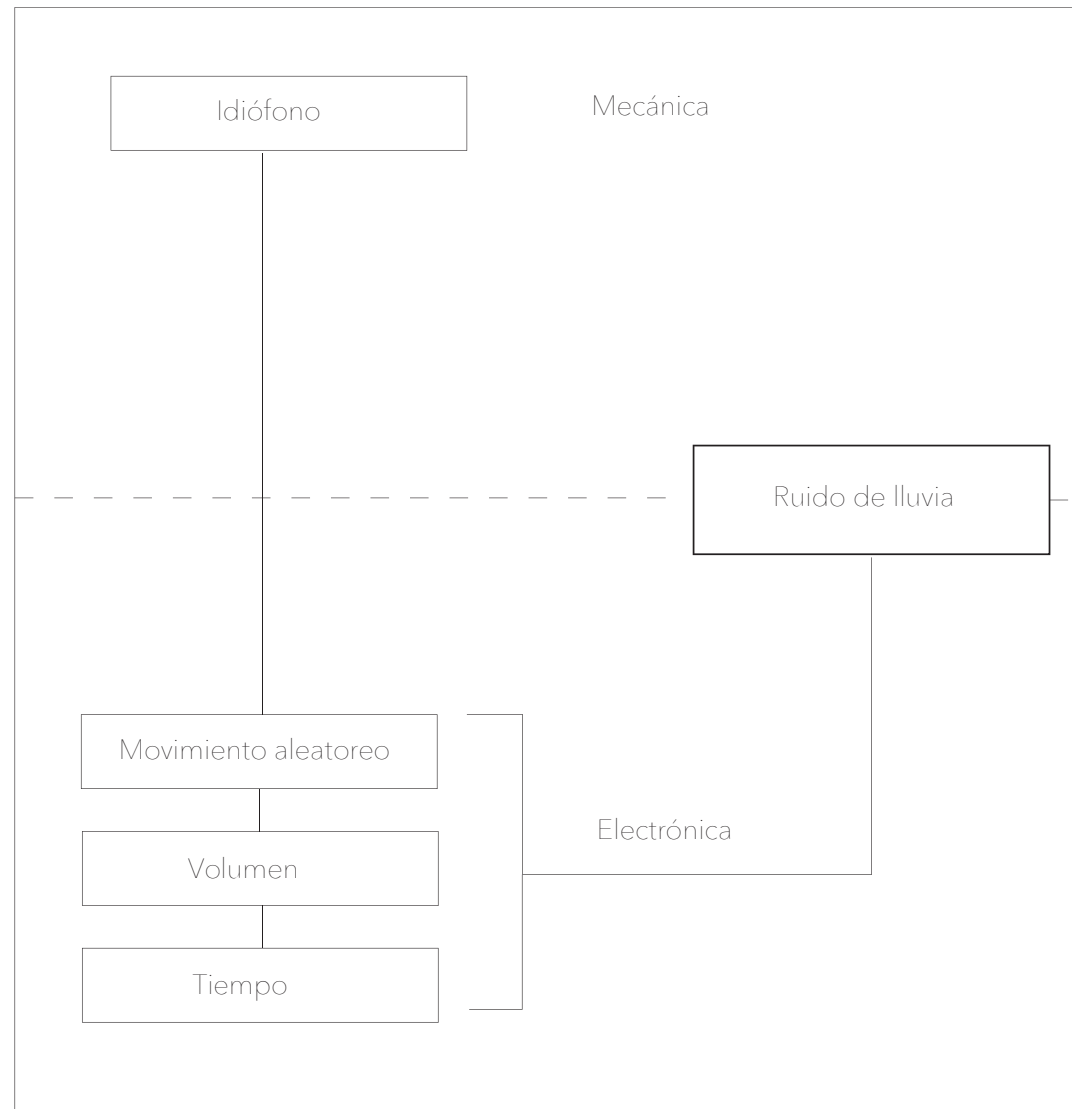 Idiófono
Mecánica
Ruido de lluvia
Movimiento aleatoreo
Electrónica
Volumen
Tiempo